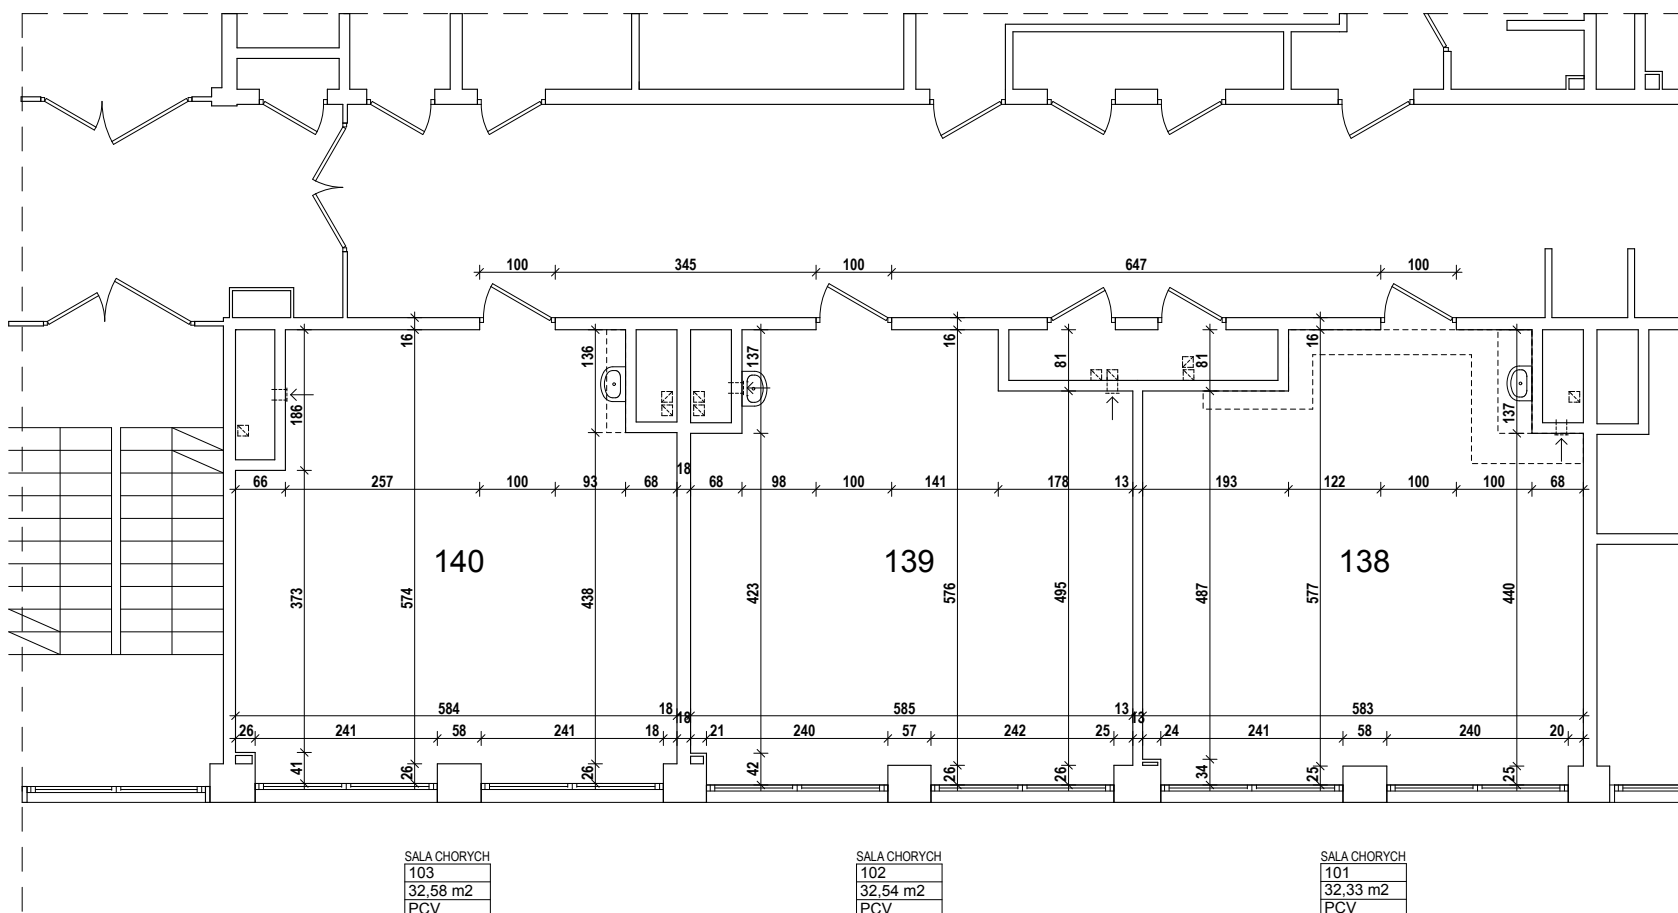 100 345 100 647 100
16 136 137 16 81 81 16 137
186
66 257 100 93 68 18 68 98 100 141 178 13 193 122 100 100 68
140 139 138
373 574 438 423 576 495 487 577 440
584 18 585 13 583
26 241 58 241 18 18 21 240 57 242 25 13 24 241 58 240 20
41 26 26 42 26 26 34 25 25
SALA CHORYCH
103
32,58 m2
PCV
SALA CHORYCH
102
32,54 m2
PCV
SALA CHORYCH
101
32,33 m2
PCV